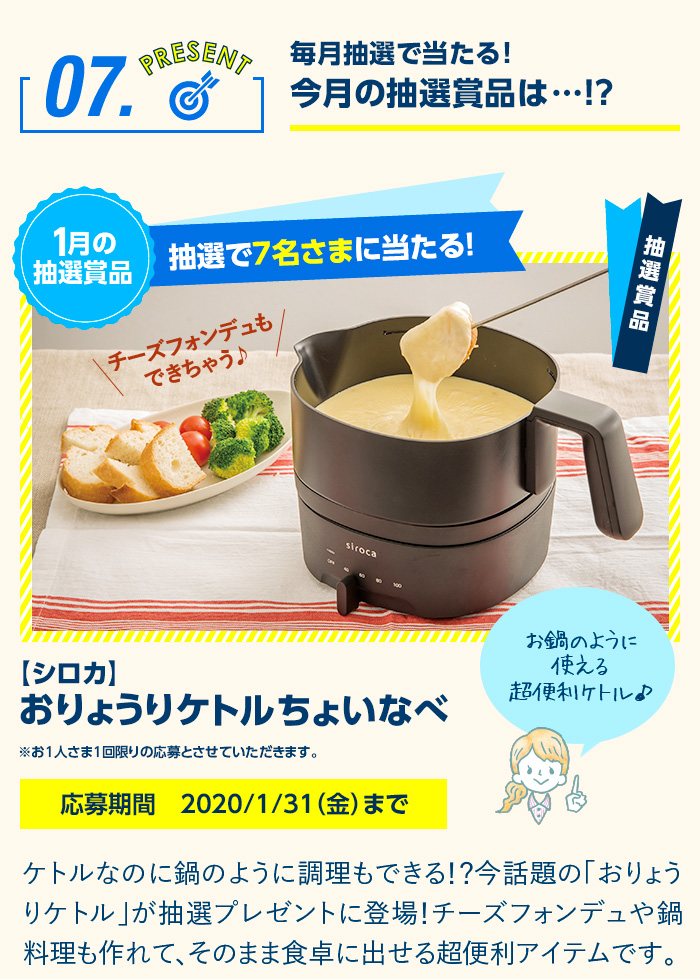 07.
PRESENT
毎月抽選で当たる!
今月の抽選賞品は…!?
1月の
抽選賞品
抽選で7名さまに当たる!
抽選賞品
チーズフォンデュも
できちゃう♪
siroca
OFF 40 60 80 100
お鍋のように
使える
超便利ケトル♪
【シロカ】
おりょうりケトルちょいなべ
※お1人さま1回限りの応募とさせていただきます。
応募期間 2020/1/31(金)まで
ケトルなのに鍋のように調理もできる!?今話題の「おりょう
りケトル」が抽選プレゼントに登場!チーズフォンデュや鍋
料理も作れて、そのまま食卓に出せる超便利アイテムです。